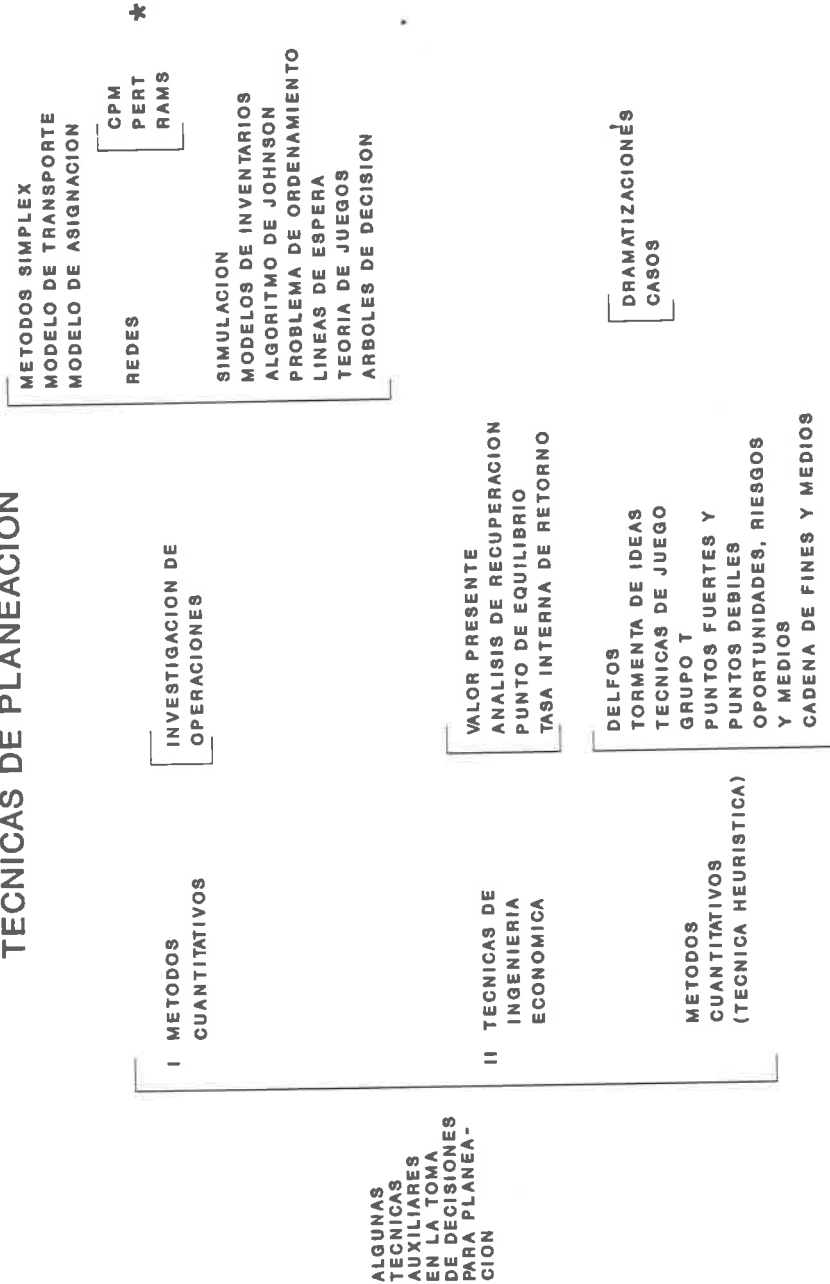 TECNICAS DE PLANEACION
ALGUNAS
TECNICAS
AUXILIARES
EN LA TOMA
DE DECISIONES
PARA PLANEA-
CION
I METODOS
CUANTITATIVOS
INVESTIGACION DE
OPERACIONES
METODOS SIMPLEX
MODELO DE TRANSPORTE
MODELO DE ASIGNACION
REDES
CPM
PERT
RAMS
*
SIMULACION
MODELOS DE INVENTARIOS
ALGORITMO DE JOHNSON
PROBLEMA DE ORDENAMIENTO
LINEAS DE ESPERA
TEORIA DE JUEGOS
ARBOLES DE DECISION
II TECNICAS DE
INGENIERIA
ECONOMICA
VALOR PRESENTE
ANALISIS DE RECUPERACION
PUNTO DE EQUILIBRIO
TASA INTERNA DE RETORNO
METODOS
CUANTITATIVOS
(TECNICA HEURISTICA)
DELFOS
TORMENTA DE IDEAS
TECNICAS DE JUEGO
GRUPO T
PUNTOS FUERTES Y
PUNTOS DEBILES
OPORTUNIDADES, RIESGOS
Y MEDIOS
CADENA DE FINES Y MEDIOS
DRAMATIZACIONES
CASOS